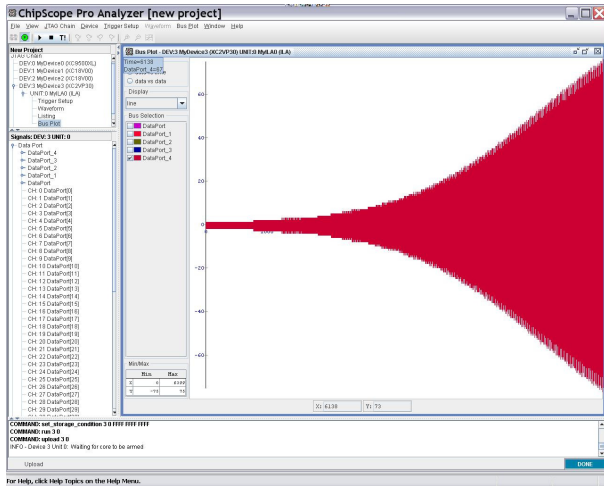 ChipScope Pro Analyzer [new project]
File View JTAG Chain Device Trigger Setup Waveform Bus Plot Window Help
T!
New Project
JTAG Chain
DEV:0 MyDevice0 (XC9500XL)
DEV:1 MyDevice1 (XC18V00)
DEV:2 MyDevice2 (XC18V00)
DEV:3 MyDevice3 (XC2VP30)
UNIT:0 MyILA0 (ILA)
Trigger Setup
Waveform
Listing
Bus Plot
Signals: DEV: 3 UNIT: 0
Data Port
DataPort_4
DataPort_3
DataPort_2
DataPort_1
DataPort
CH: 0 DataPort[0]
CH: 1 DataPort[1]
CH: 2 DataPort[2]
CH: 3 DataPort[3]
CH: 4 DataPort[4]
CH: 5 DataPort[5]
CH: 6 DataPort[6]
CH: 7 DataPort[7]
CH: 8 DataPort[8]
CH: 9 DataPort[9]
CH: 10 DataPort[10]
CH: 11 DataPort[11]
CH: 12 DataPort[12]
CH: 13 DataPort[13]
CH: 14 DataPort[14]
CH: 15 DataPort[15]
CH: 16 DataPort[16]
CH: 17 DataPort[17]
CH: 18 DataPort[18]
CH: 19 DataPort[19]
CH: 20 DataPort[20]
CH: 21 DataPort[21]
CH: 22 DataPort[22]
CH: 23 DataPort[23]
CH: 24 DataPort[24]
CH: 25 DataPort[25]
CH: 26 DataPort[26]
CH: 27 DataPort[27]
CH: 28 DataPort[28]
CH: 29 DataPort[29]
Bus Plot - DEV:3 MyDevice3 (XC2VP30) UNIT:0 MyILA0 (ILA)
Time=6138
DataPort_4=67
data vs data
Display
line
Bus Selection
DataPort
DataPort_1
DataPort_2
DataPort_3
DataPort_4
Min/Max
Min Max
X 0
Y -73 73
60
40
20
0
-20
-40
-60
X: 6138 Y: 73
COMMAND: set_storage_condition 3 0 FFFF FFFF FFFF
COMMAND: run 3 0
COMMAND: upload 3 0
INFO - Device 3 Unit 0: Waiting for core to be armed
Upload
DONE
For Help, click Help Topics on the Help Menu.